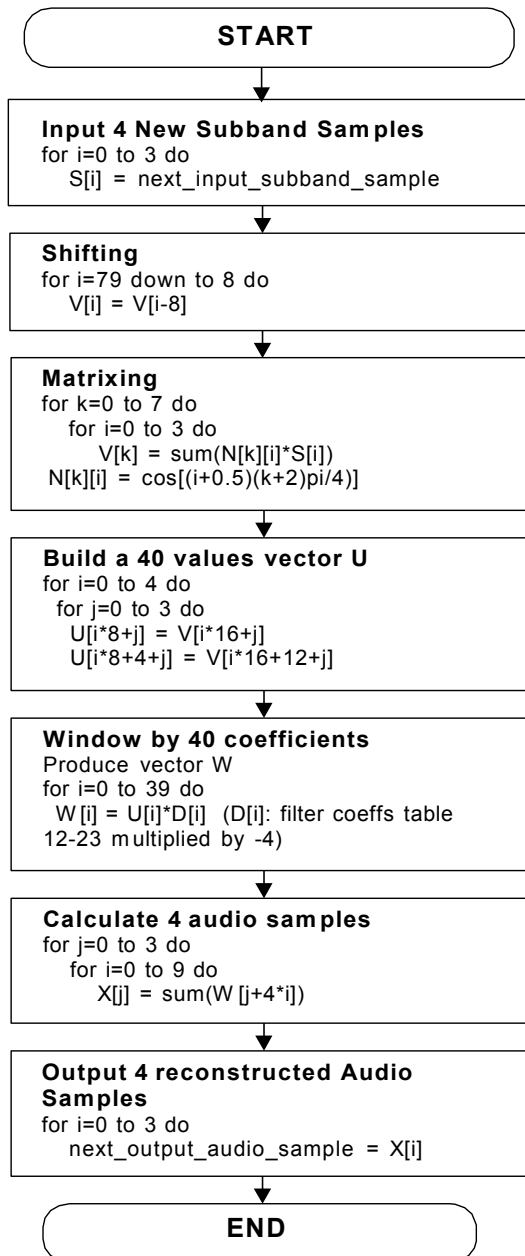 START
Input 4 New Subband Samples
for i=0 to 3 do
S[i] = next_input_subband_sample
Shifting
for i=79 down to 8 do
V[i] = V[i-8]
Matrixing
for k=0 to 7 do
for i=0 to 3 do
V[k] = sum(N[k][i]*S[i])
N[k][i] = cos[(i+0.5)(k+2)pi/4)]
Build a 40 values vector U
for i=0 to 4 do
for j=0 to 3 do
U[i*8+j] = V[i*16+j]
U[i*8+4+j] = V[i*16+12+j]
Window by 40 coefficients
Produce vector W
for i=0 to 39 do
W[i] = U[i]*D[i] (D[i]: filter coeffs table
12-23 multiplied by -4)
Calculate 4 audio samples
for j=0 to 3 do
for i=0 to 9 do
X[j] = sum(W[j+4*i])
Output 4 reconstructed Audio
Samples
for i=0 to 3 do
next_output_audio_sample = X[i]
END